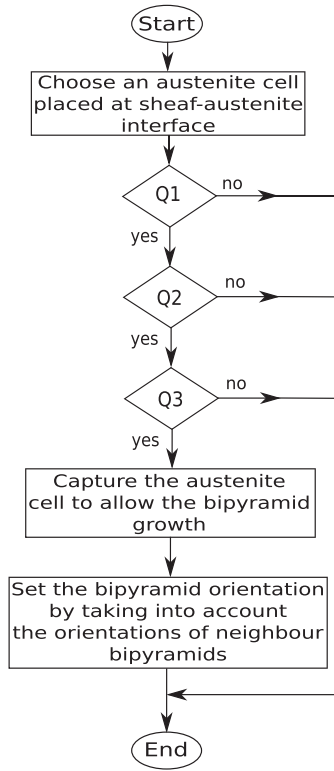 Start
Choose an austenite cell
placed at sheaf-austenite
interface
Q1
no
yes
Q2
no
yes
Q3
no
yes
Capture the austenite
cell to allow the bipyramid
growth
Set the bipyramid orientation
by taking into account
the orientations of neighbour
bipyramids
End